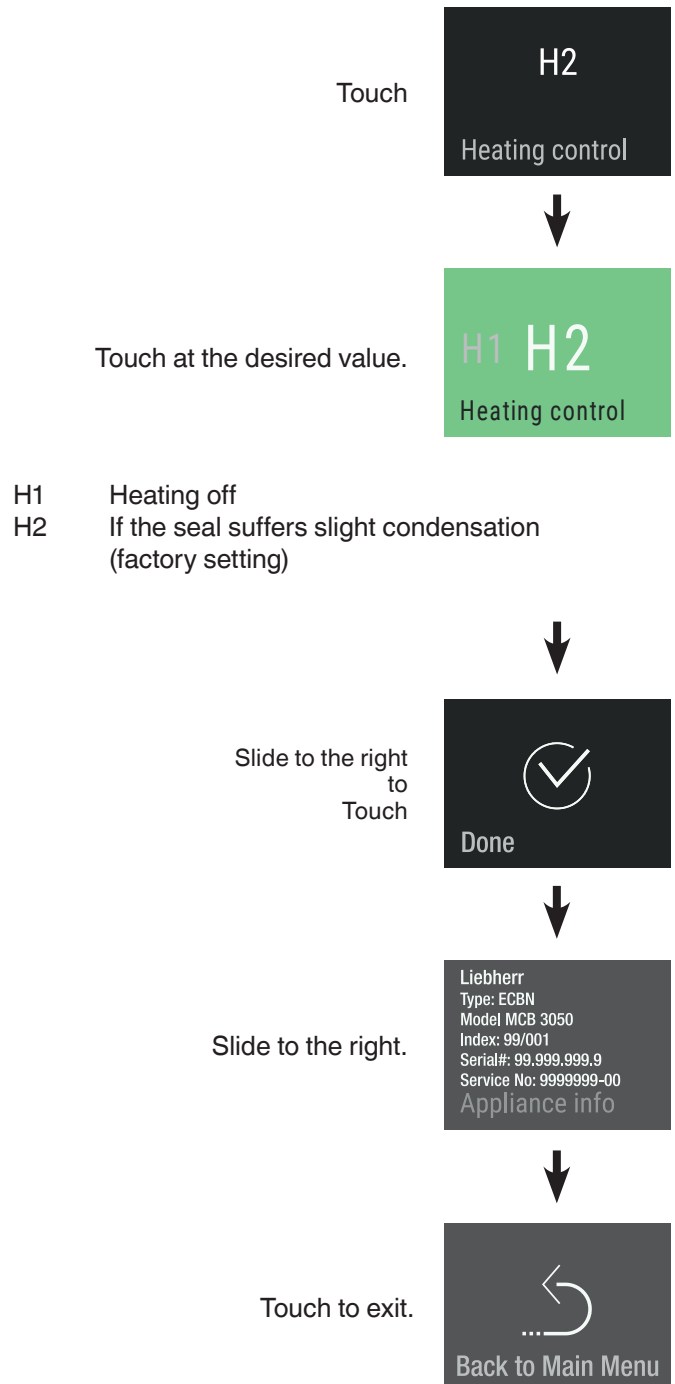 H2
Touch
Heating control
H1 H2
Touch at the desired value.
Heating control
H1 Heating off
H2 If the seal suffers slight condensation
(factory setting)
Slide to the right
to
Touch
Done
Liebherr
Type: ECBN
Model MCB 3050
Index: 99/001
Serial#: 99.999.999.9
Service No: 9999999-00
Appliance info
Slide to the right.
Touch to exit.
Back to Main Menu